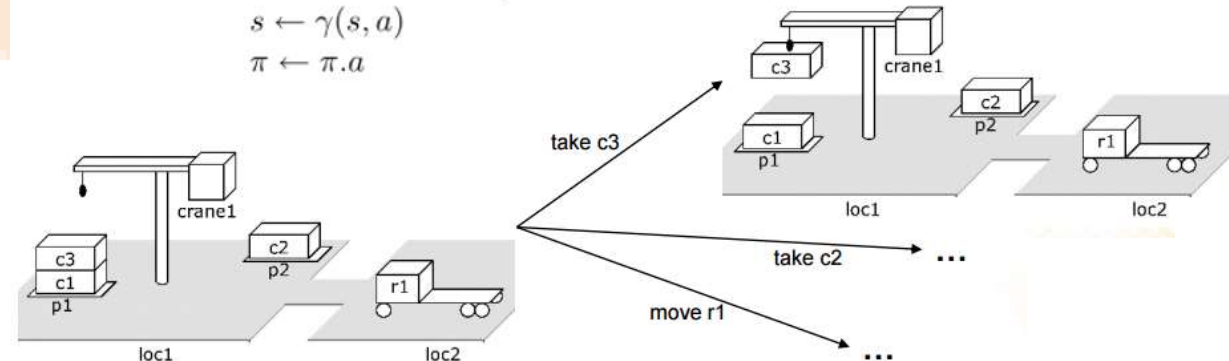 s ← γ(s, a)
π ← π.a
c3
crane1
c2
p2
c1
p1
r1
loc1
loc2
take c3
take c2
...
move r1
...
crane1
c3
c1
p1
c2
p2
r1
loc1
loc2